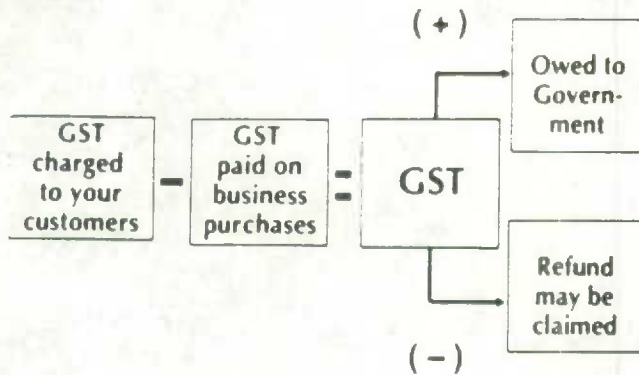 GST
charged
to your
customers
−
GST
paid on
business
purchases
=
GST
(+)
Owed to
Govern-
ment
Refund
may be
claimed
(−)